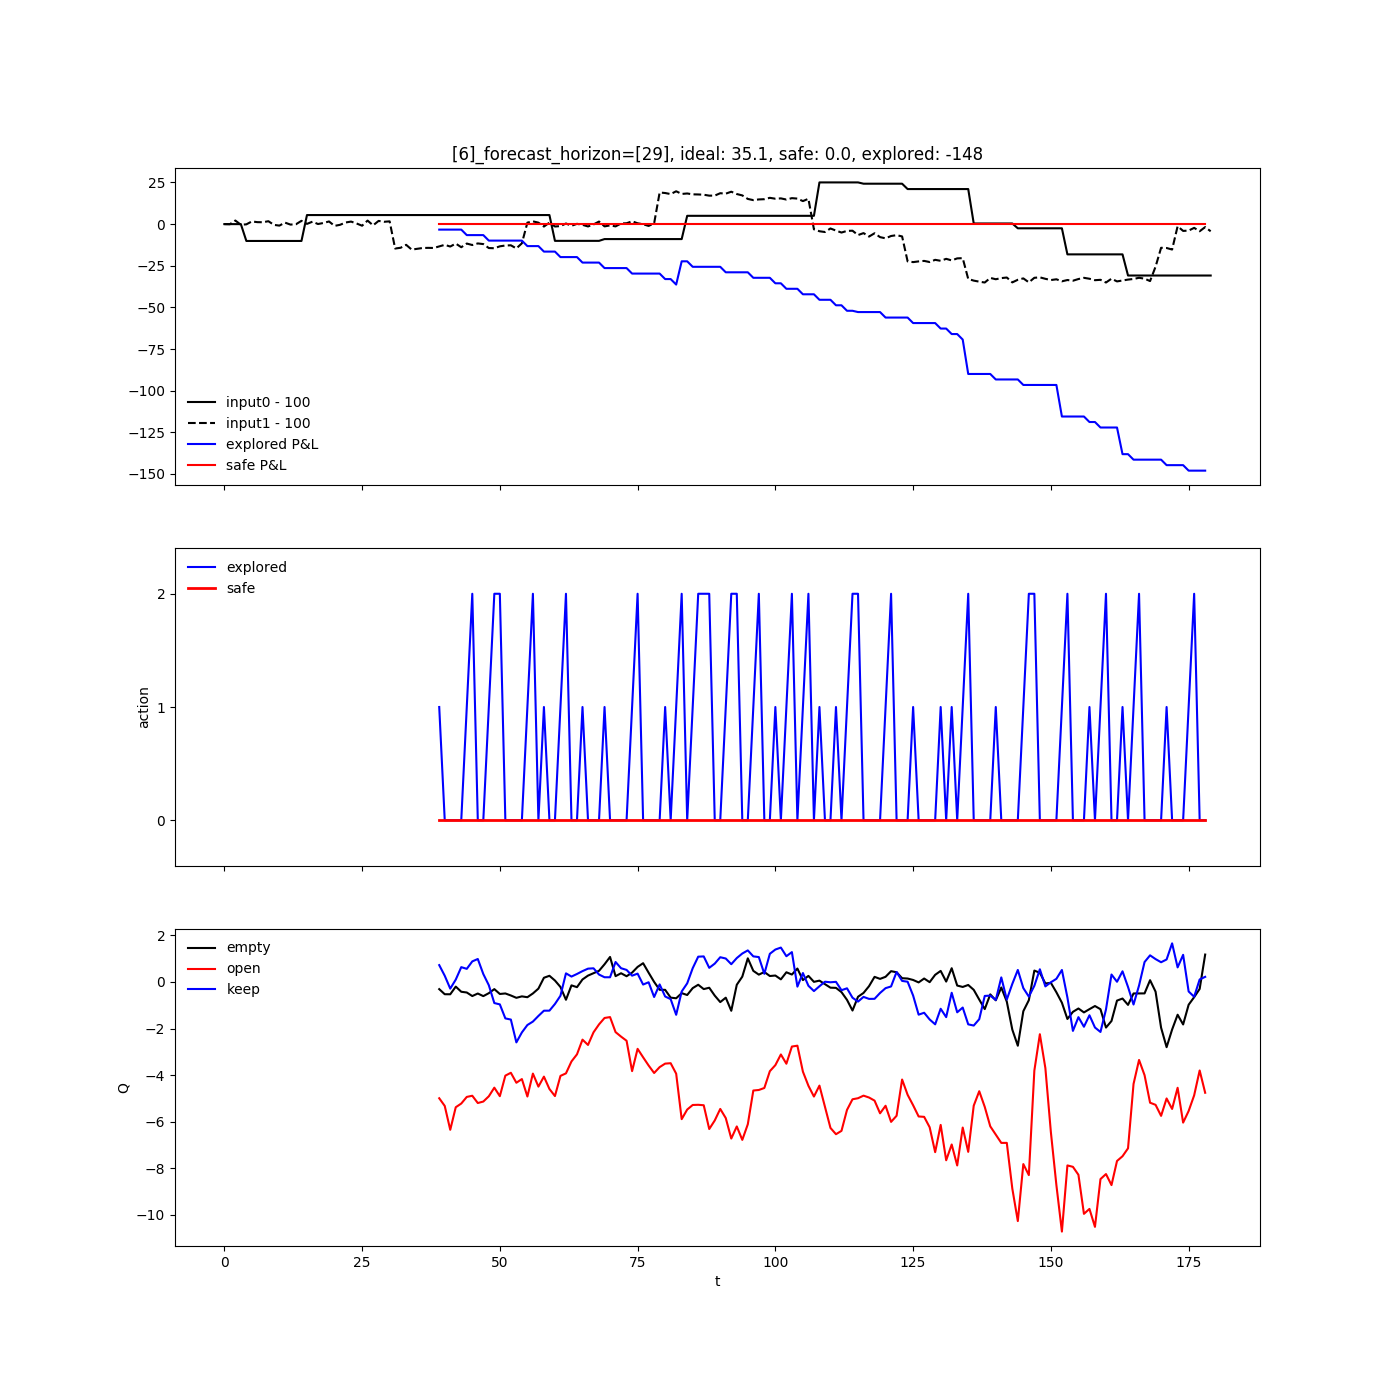 [6]_forecast_horizon=[29], ideal: 35.1, safe: 0.0, explored: -148
25
0
−25
−50
−75
−100
−125
−150
input0 - 100
input1 - 100
explored P&L
safe P&L
2
1
0
action
explored
safe
2
0
−2
−4
−6
−8
−10
Q
empty
open
keep
0 25 50 75 100 125 150 175
t